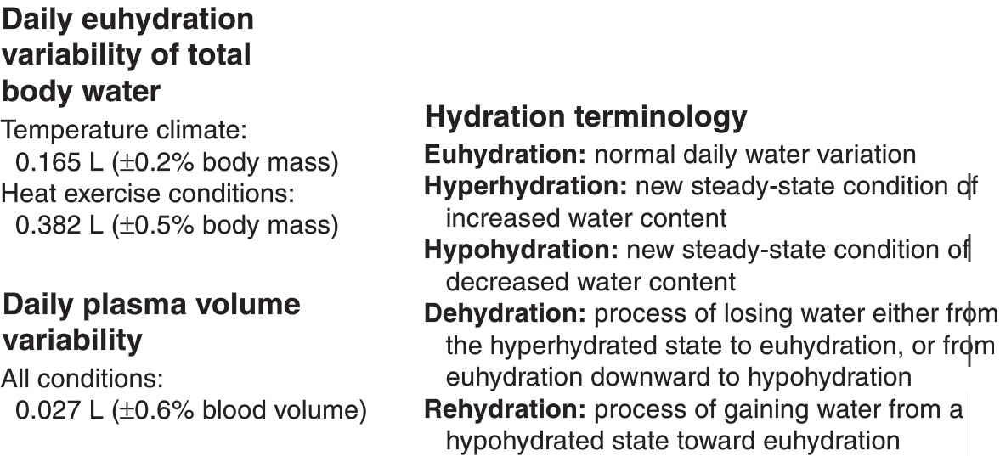 Daily euhydration
variability of total
body water
Temperature climate:
0.165 L (±0.2% body mass)
Heat exercise conditions:
0.382 L (±0.5% body mass)
Daily plasma volume
variability
All conditions:
0.027 L (±0.6% blood volume)
Hydration terminology
Euhydration: normal daily water variation
Hyperhydration: new steady-state condition of
increased water content
Hypohydration: new steady-state condition of
decreased water content
Dehydration: process of losing water either from
the hyperhydrated state to euhydration, or from
euhydration downward to hypohydration
Rehydration: process of gaining water from a
hypohydrated state toward euhydration